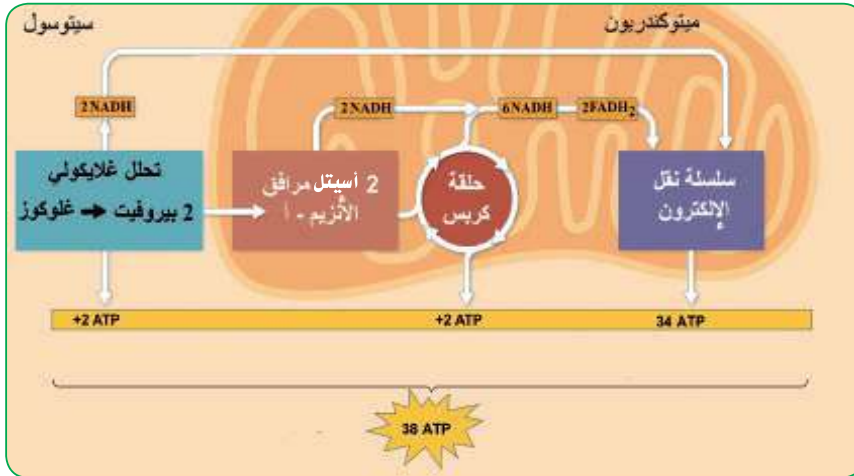 سيتوسول
ميتوكندريون
2NADH
2NADH
6NADH
2FADH₂
تحلل غلايكولي
2 بيروفيت ➡ غلوكوز
2 أسيتل مرافق
الأنزيم - أ
حلقة
كربس
سلسلة نقل
الإلكترون
+2 ATP
+2 ATP
34 ATP
38 ATP